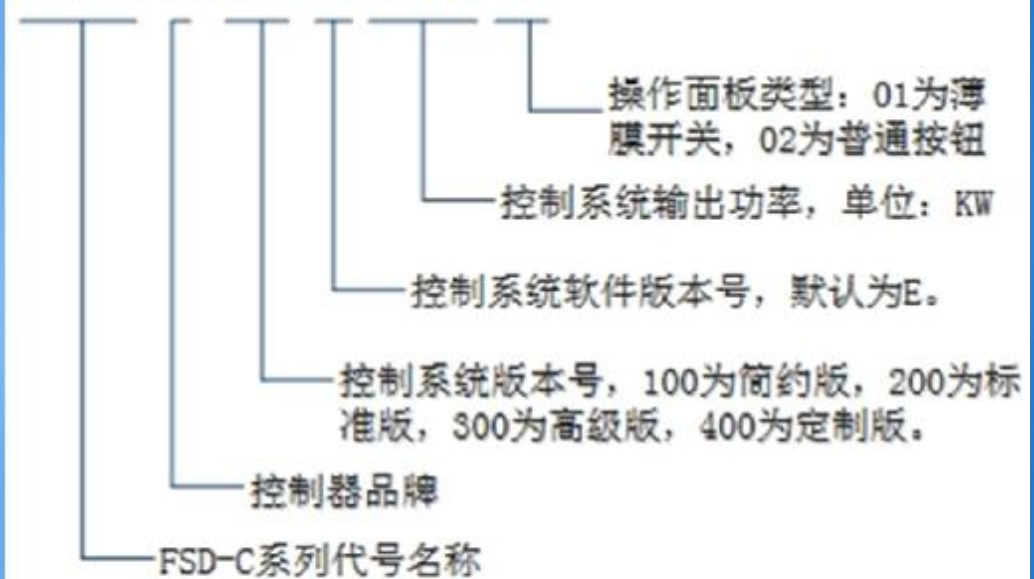 操作面板类型：01为薄
膜开关，02为普通按钮
控制系统输出功率，单位：KW
控制系统软件版本号，默认为E。
控制系统版本号，100为简约版，200为标
准版，300为高级版，400为定制版。
控制器品牌
FSD-C系列代号名称